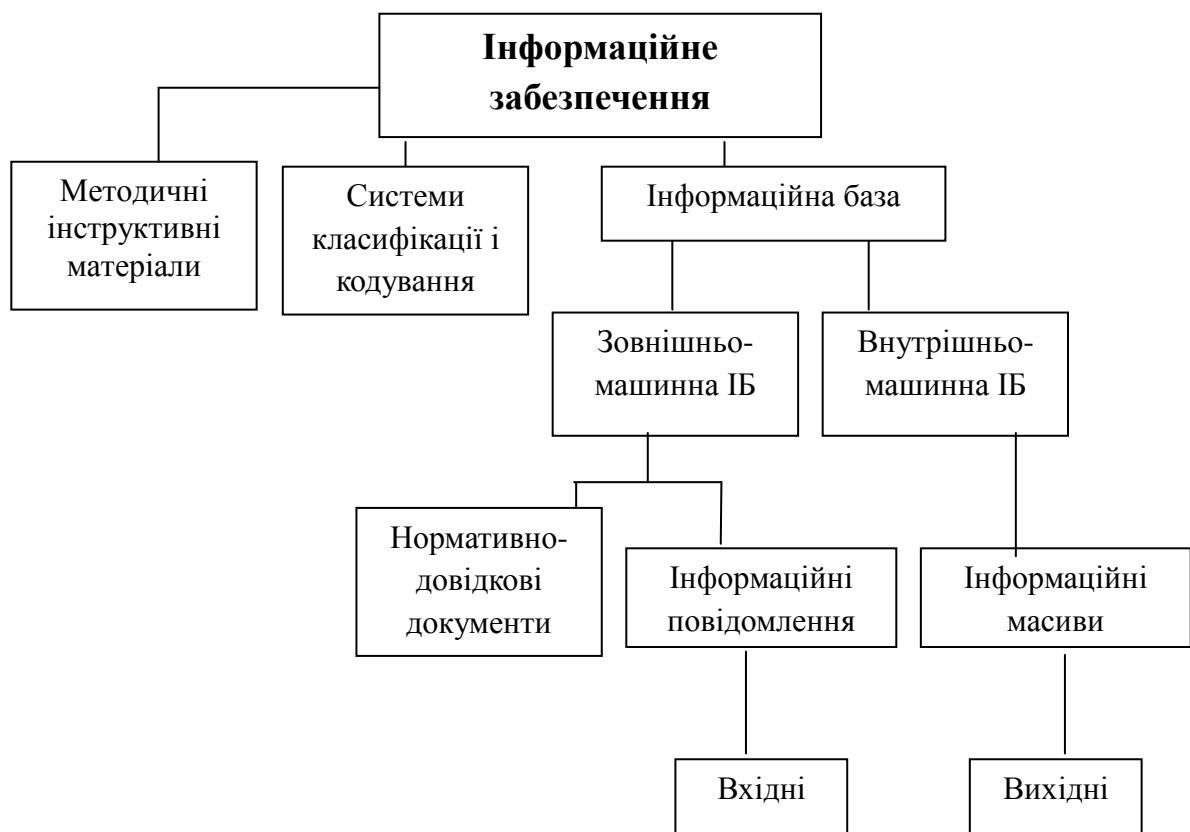 Інформаційне
забезпечення
Методичні
інструктивні
матеріали
Системи
класифікації і
кодування
Інформаційна база
Зовнішньо-
машинна ІБ
Внутрішньо-
машинна ІБ
Нормативно-
довідкові
документи
Інформаційні
повідомлення
Інформаційні
масиви
Вхідні
Вихідні